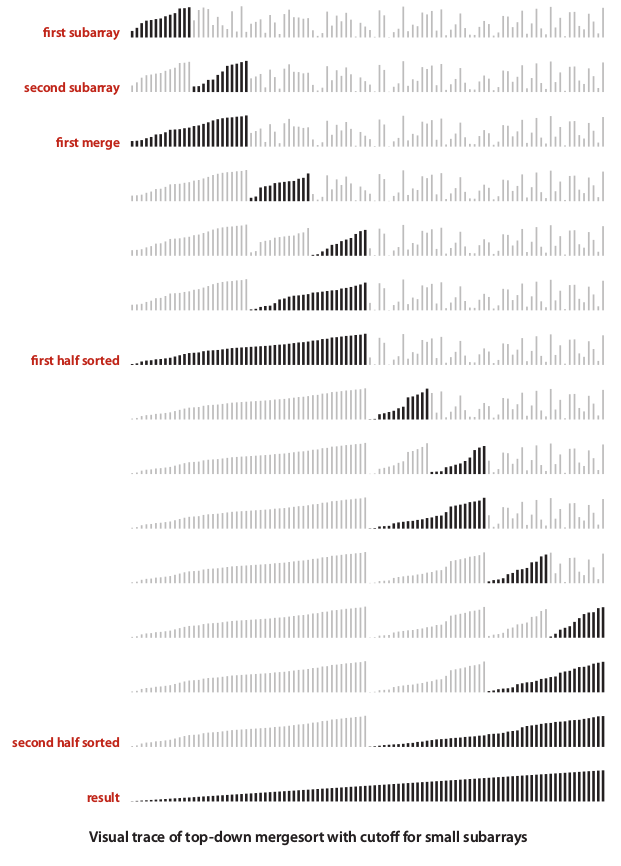 first subarray
second subarray
first merge
first half sorted
second half sorted
result
Visual trace of top-down mergesort with cutoff for small subarrays